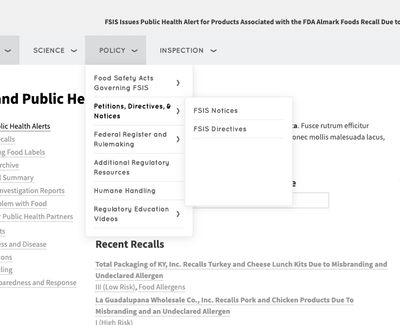 FSIS Issues Public Health Alert for Products Associated with the FDA Almark Foods Recall Due to
SCIENCE
POLICY
INSPECTION
Food Safety Acts
Governing FSIS
Petitions, Directives, &
Notices
Federal Register and
Rulemaking
Additional Regulatory
Resources
Humane Handling
Regulatory Education
Videos
FSIS Notices
FSIS Directives
and Public He
Health Alerts
ng Food Labels
Summary
Investigation Reports
blem with Food
Public Health Partners
ss and Disease
paredness and Response
Fusce rutrum efficitur
onec mollis malesuada lacus,
Recent Recalls
Total Packaging of KY, Inc. Recalls Turkey and Cheese Lunch Kits Due to Misbranding and
Undeclared Allergen
III (Low Risk), Food Allergens
La Guadalupana Wholesale Co., Inc. Recalls Pork and Chicken Products Due To
Misbranding and an Undeclared Allergen
I (High Risk)